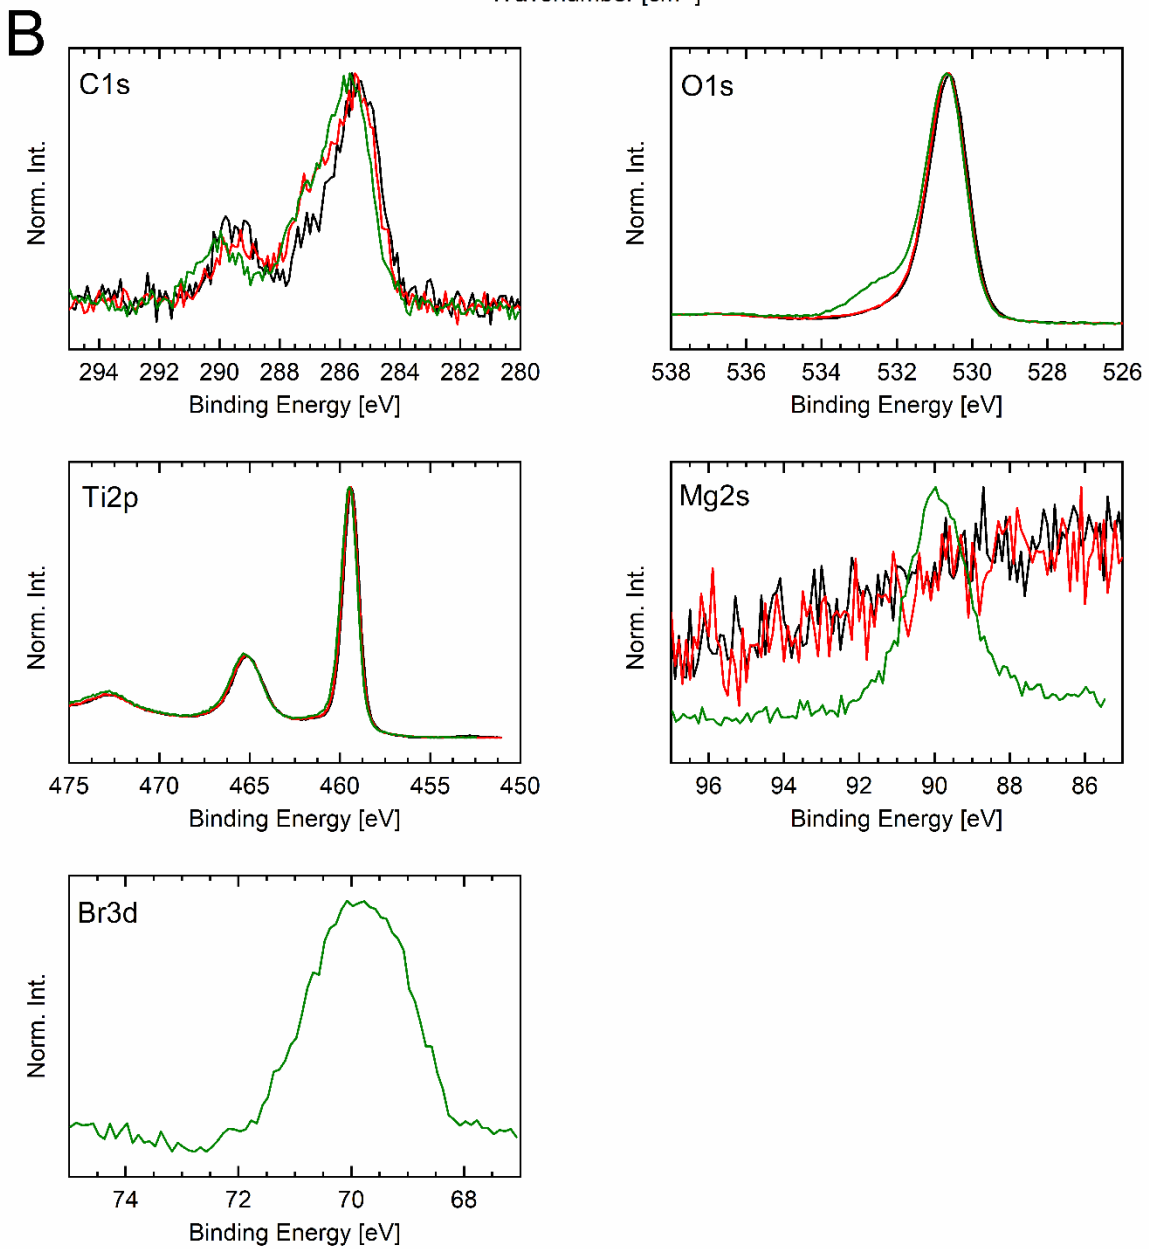 Wavenumber [cm⁻¹]
B
C1s
Norm. Int.
294 292 290 288 286 284 282 280
Binding Energy [eV]
O1s
Norm. Int.
538 536 534 532 530 528 526
Binding Energy [eV]
Ti2p
Norm. Int.
475 470 465 460 455 450
Binding Energy [eV]
Mg2s
Norm. Int.
96 94 92 90 88 86
Binding Energy [eV]
Br3d
Norm. Int.
74 72 70 68
Binding Energy [eV]